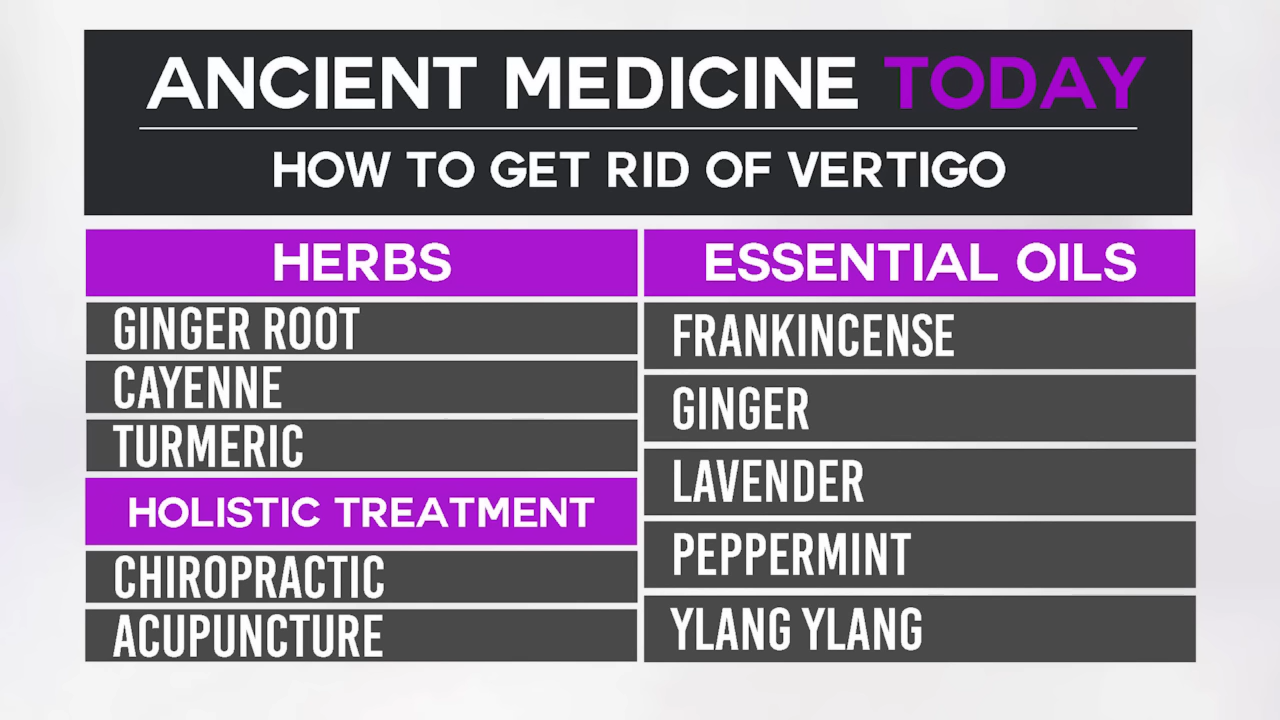 ANCIENT MEDICINE TODAY
HOW TO GET RID OF VERTIGO
HERBS
GINGER ROOT
CAYENNE
TURMERIC
HOLISTIC TREATMENT
CHIROPRACTIC
ACUPUNCTURE
ESSENTIAL OILS
FRANKINCENSE
GINGER
LAVENDER
PEPPERMINT
YLANG YLANG